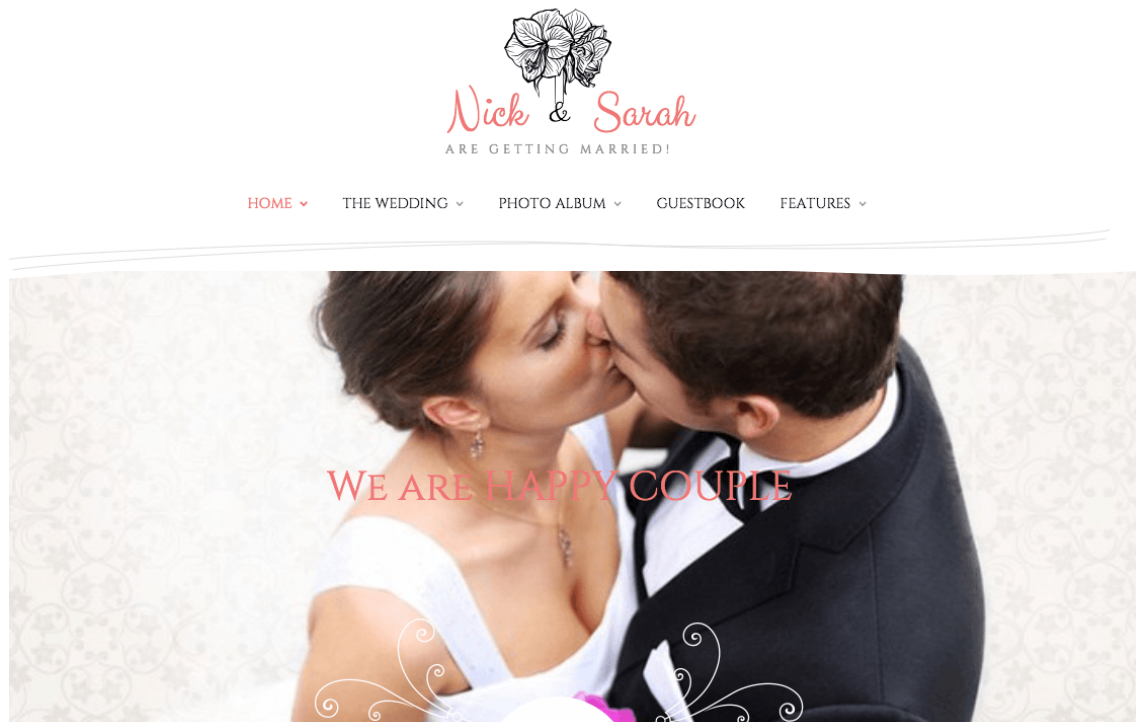 Nick & Sarah
ARE GETTING MARRIED!
HOME THE WEDDING PHOTO ALBUM GUESTBOOK FEATURES
WE ARE HAPPY COUPLE